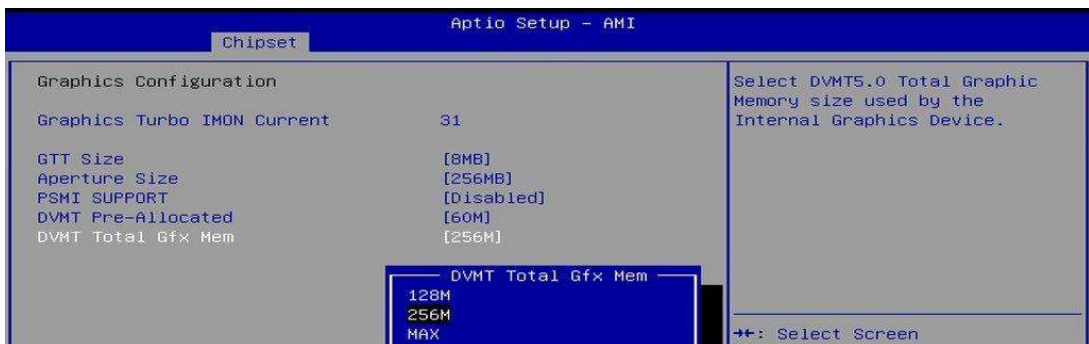 Aptio Setup - AMI
Chipset
Graphics Configuration
Graphics Turbo IMON Current 31
GTT Size [8MB]
Aperture Size [256MB]
PSMI SUPPORT [Disabled]
DVMT Pre-Allocated [60M]
DVMT Total Gfx Mem [256M]
DVMT Total Gfx Mem
128M
256M
MAX
Select DVMT5.0 Total Graphic
Memory size used by the
Internal Graphics Device.
→←: Select Screen